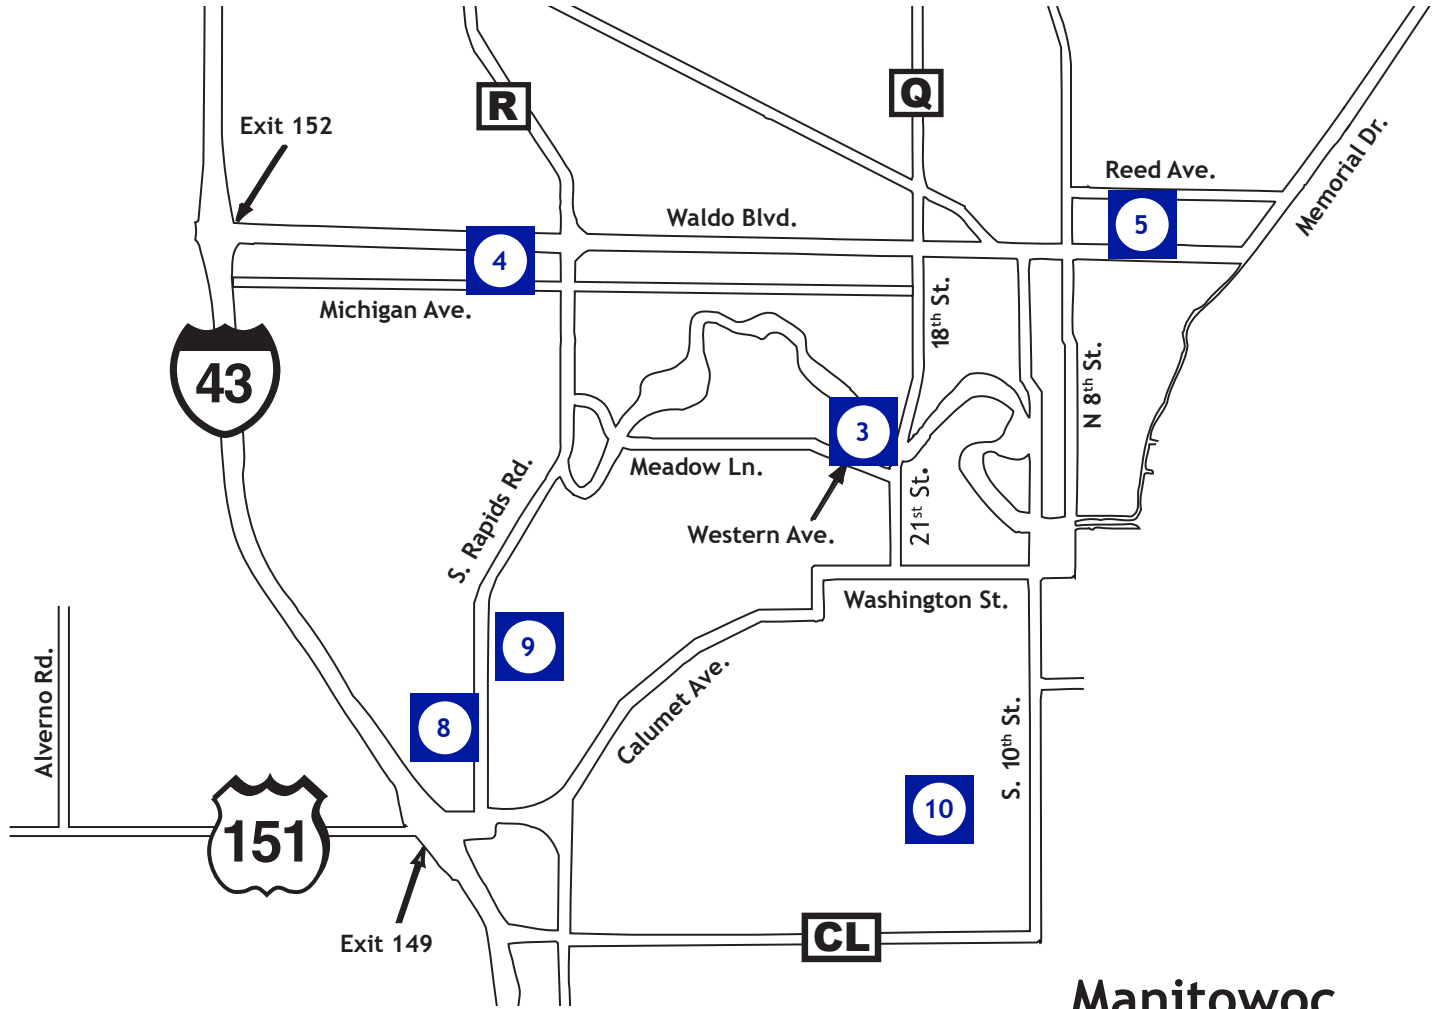 R
Q
Exit 152
Reed Ave.
Memorial Dr.
Waldo Blvd.
5
4
Michigan Ave.
18th St.
43
N 8th St.
3
Meadow Ln.
S. Rapids Rd.
21st St.
Western Ave.
Washington St.
9
Alverno Rd.
Calumet Ave.
8
S. 10th St.
10
151
Exit 149
CL
Manitowoc